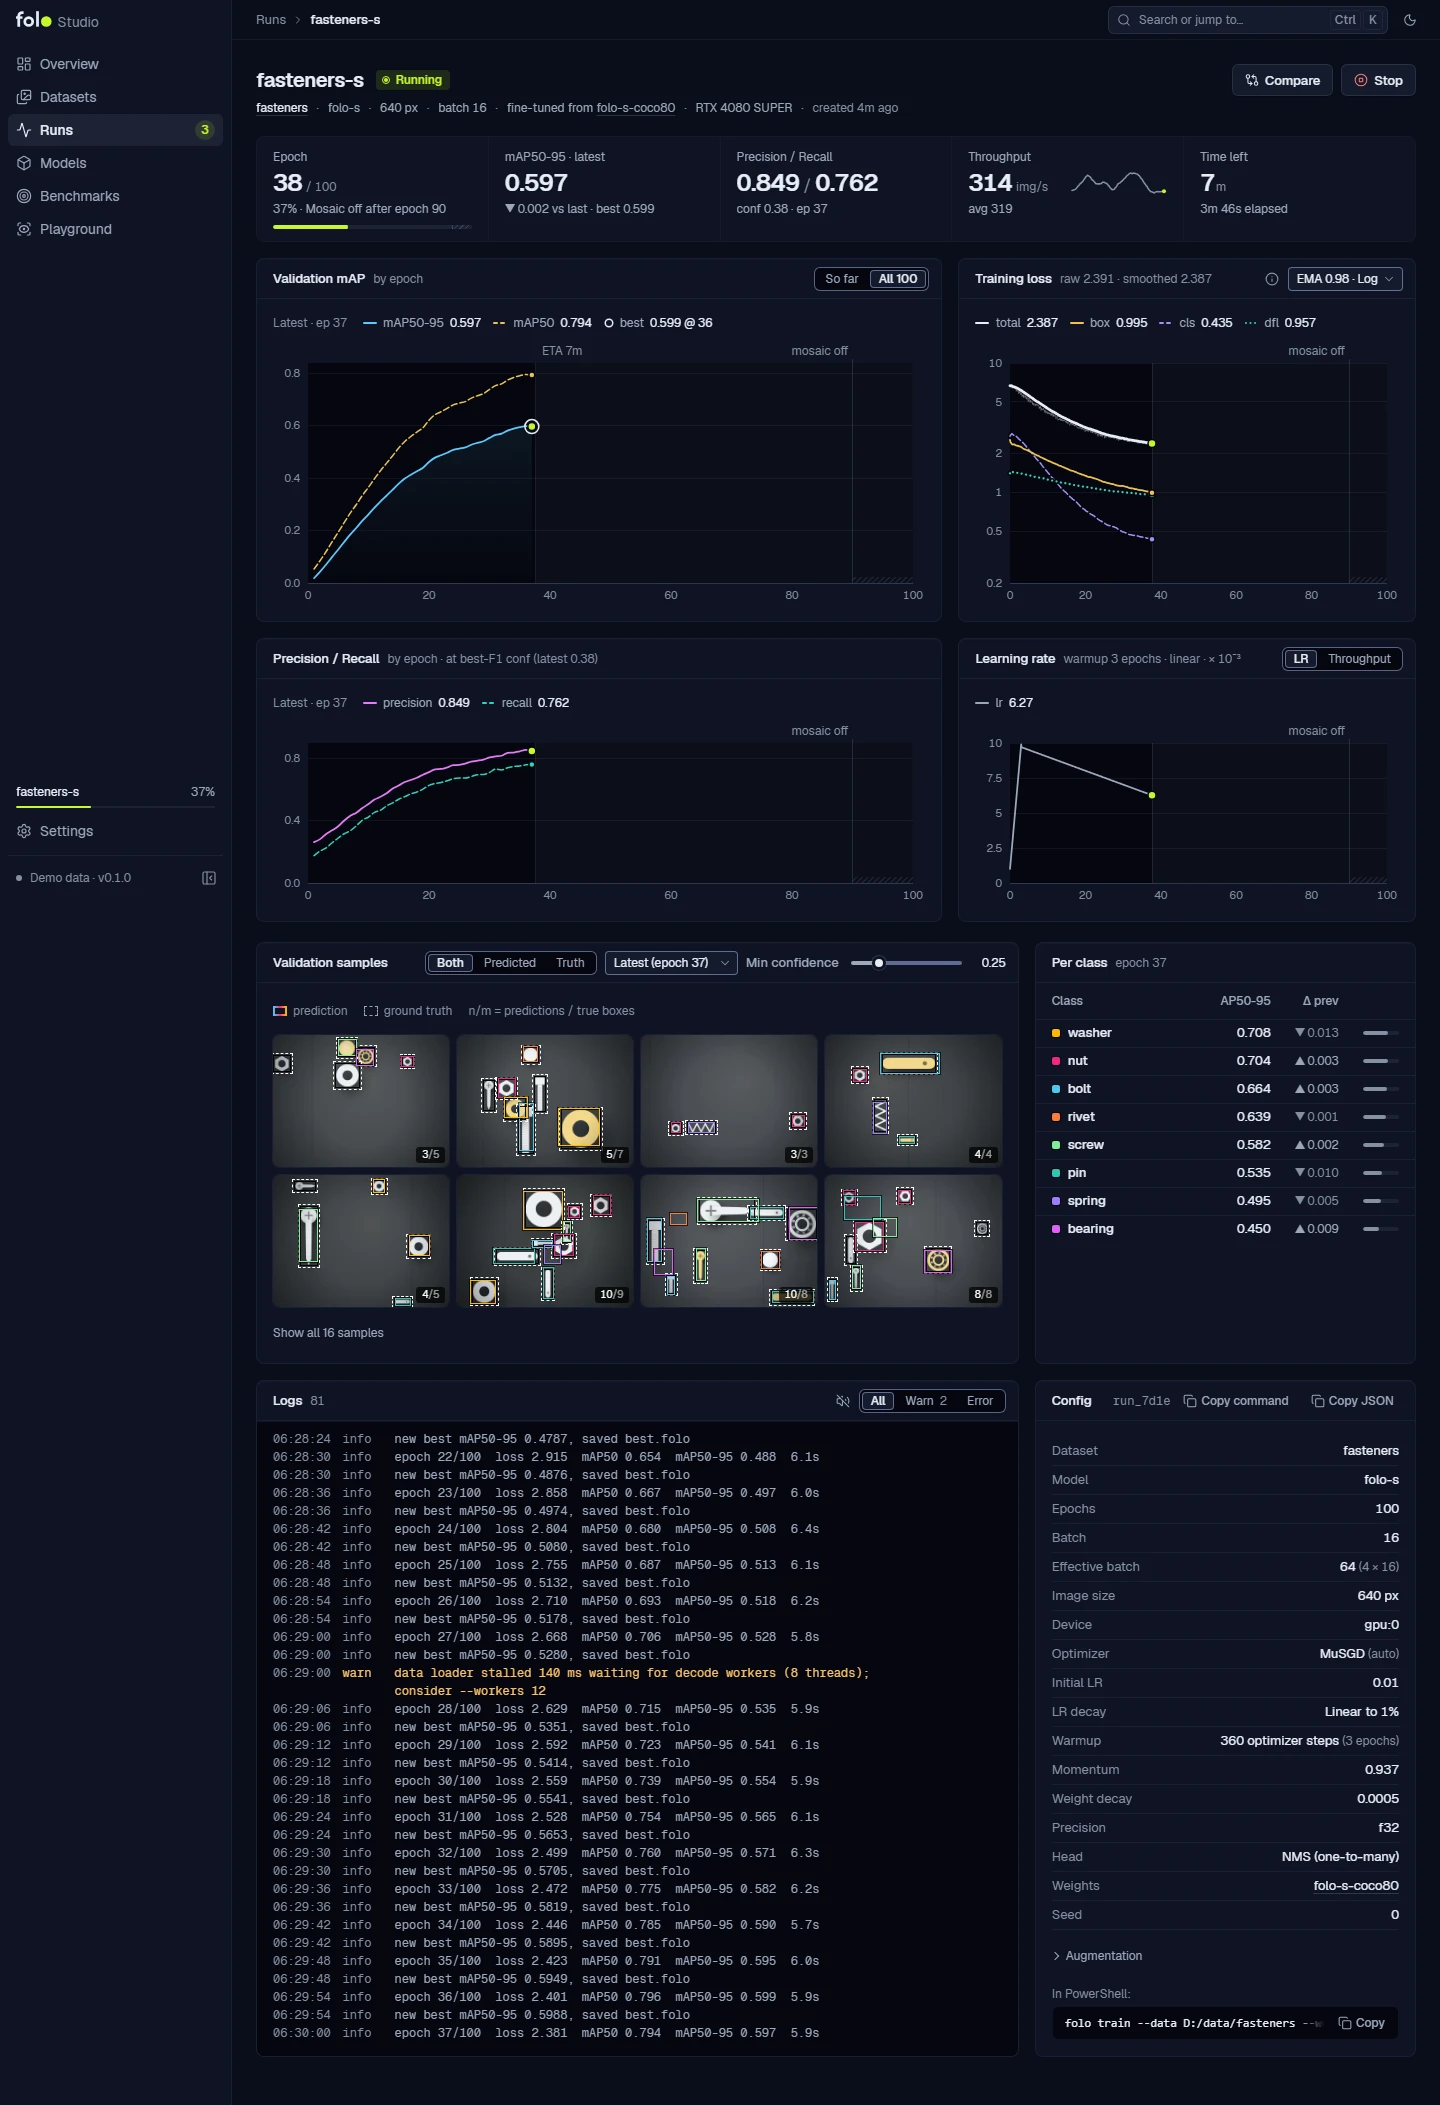 folo Studio
Overview
Datasets
Runs 3
Models
Benchmarks
Playground
fasteners-s 37%
Settings
Demo data · v0.1.0
Runs > fasteners-s
Search or jump to... Ctrl K
fasteners-s Running
Compare Stop
fasteners · folo-s · 640 px · batch 16 · fine-tuned from folo-s-coco80 · RTX 4080 SUPER · created 4m ago
Epoch
38 / 100
37% · Mosaic off after epoch 90
mAP50-95 · latest
0.597
▼ 0.002 vs last · best 0.599
Precision / Recall
0.849 / 0.762
conf 0.38 · ep 37
Throughput
314 img/s
avg 319
Time left
7m
3m 46s elapsed
Validation mAP by epoch
So far All 100
Latest · ep 37 mAP50-95 0.597 mAP50 0.794 best 0.599 @ 36
ETA 7m mosaic off
0.8
0.6
0.4
0.2
0.0
0 20 40 60 80 100
Training loss raw 2.391 · smoothed 2.387
EMA 0.98 · Log
total 2.387 box 0.995 cls 0.435 dfl 0.957
mosaic off
10
5
2
1
0.5
0.2
0 20 40 60 80 100
Precision / Recall by epoch · at best-F1 conf (latest 0.38)
Latest · ep 37 precision 0.849 recall 0.762
mosaic off
0.8
0.4
0.0
0 20 40 60 80 100
Learning rate warmup 3 epochs · linear · × 10⁻³
LR Throughput
lr 6.27
mosaic off
10
7.5
5
2.5
0
0 20 40 60 80 100
Validation samples
Both Predicted Truth
Latest (epoch 37)
Min confidence 0.25
prediction ground truth n/m = predictions / true boxes
3/5 5/7 3/3 4/4
4/5 10/9 10/8 8/8
Show all 16 samples
Per class epoch 37
Class AP50-95 Δ prev
washer 0.708 ▼ 0.013
nut 0.704 ▲ 0.003
bolt 0.664 ▲ 0.003
rivet 0.639 ▼ 0.001
screw 0.582 ▲ 0.002
pin 0.535 ▼ 0.010
spring 0.495 ▼ 0.005
bearing 0.450 ▲ 0.009
Logs 81
All Warn 2 Error
06:28:24 info new best mAP50-95 0.4787, saved best.folo
06:28:30 info epoch 22/100 loss 2.915 mAP50 0.654 mAP50-95 0.488 6.1s
06:28:30 info new best mAP50-95 0.4876, saved best.folo
06:28:36 info epoch 23/100 loss 2.858 mAP50 0.667 mAP50-95 0.497 6.0s
06:28:36 info new best mAP50-95 0.4974, saved best.folo
06:28:42 info epoch 24/100 loss 2.804 mAP50 0.680 mAP50-95 0.508 6.4s
06:28:42 info new best mAP50-95 0.5080, saved best.folo
06:28:48 info epoch 25/100 loss 2.755 mAP50 0.687 mAP50-95 0.513 6.1s
06:28:48 info new best mAP50-95 0.5132, saved best.folo
06:28:54 info epoch 26/100 loss 2.710 mAP50 0.693 mAP50-95 0.518 6.2s
06:28:54 info new best mAP50-95 0.5178, saved best.folo
06:29:00 info epoch 27/100 loss 2.668 mAP50 0.706 mAP50-95 0.528 5.8s
06:29:00 info new best mAP50-95 0.5280, saved best.folo
06:29:00 warn data loader stalled 140 ms waiting for decode workers (8 threads);
consider --workers 12
06:29:06 info epoch 28/100 loss 2.629 mAP50 0.715 mAP50-95 0.535 5.9s
06:29:06 info new best mAP50-95 0.5351, saved best.folo
06:29:12 info epoch 29/100 loss 2.592 mAP50 0.723 mAP50-95 0.541 6.1s
06:29:12 info new best mAP50-95 0.5414, saved best.folo
06:29:18 info epoch 30/100 loss 2.559 mAP50 0.739 mAP50-95 0.554 5.9s
06:29:18 info new best mAP50-95 0.5541, saved best.folo
06:29:24 info epoch 31/100 loss 2.528 mAP50 0.754 mAP50-95 0.565 6.1s
06:29:24 info new best mAP50-95 0.5653, saved best.folo
06:29:30 info epoch 32/100 loss 2.499 mAP50 0.760 mAP50-95 0.571 6.3s
06:29:30 info new best mAP50-95 0.5705, saved best.folo
06:29:36 info epoch 33/100 loss 2.472 mAP50 0.775 mAP50-95 0.582 6.2s
06:29:36 info new best mAP50-95 0.5819, saved best.folo
06:29:42 info epoch 34/100 loss 2.446 mAP50 0.785 mAP50-95 0.590 5.7s
06:29:42 info new best mAP50-95 0.5895, saved best.folo
06:29:48 info epoch 35/100 loss 2.423 mAP50 0.791 mAP50-95 0.595 6.0s
06:29:48 info new best mAP50-95 0.5949, saved best.folo
06:29:54 info epoch 36/100 loss 2.401 mAP50 0.796 mAP50-95 0.599 5.9s
06:29:54 info new best mAP50-95 0.5988, saved best.folo
06:30:00 info epoch 37/100 loss 2.381 mAP50 0.794 mAP50-95 0.597 5.9s
Config run_7d1e Copy command Copy JSON
Dataset fasteners
Model folo-s
Epochs 100
Batch 16
Effective batch 64 (4 × 16)
Image size 640 px
Device gpu:0
Optimizer MuSGD (auto)
Initial LR 0.01
LR decay Linear to 1%
Warmup 360 optimizer steps (3 epochs)
Momentum 0.937
Weight decay 0.0005
Precision f32
Head NMS (one-to-many)
Weights folo-s-coco80
Seed 0
> Augmentation
In PowerShell:
folo train --data D:/data/fasteners
Copy